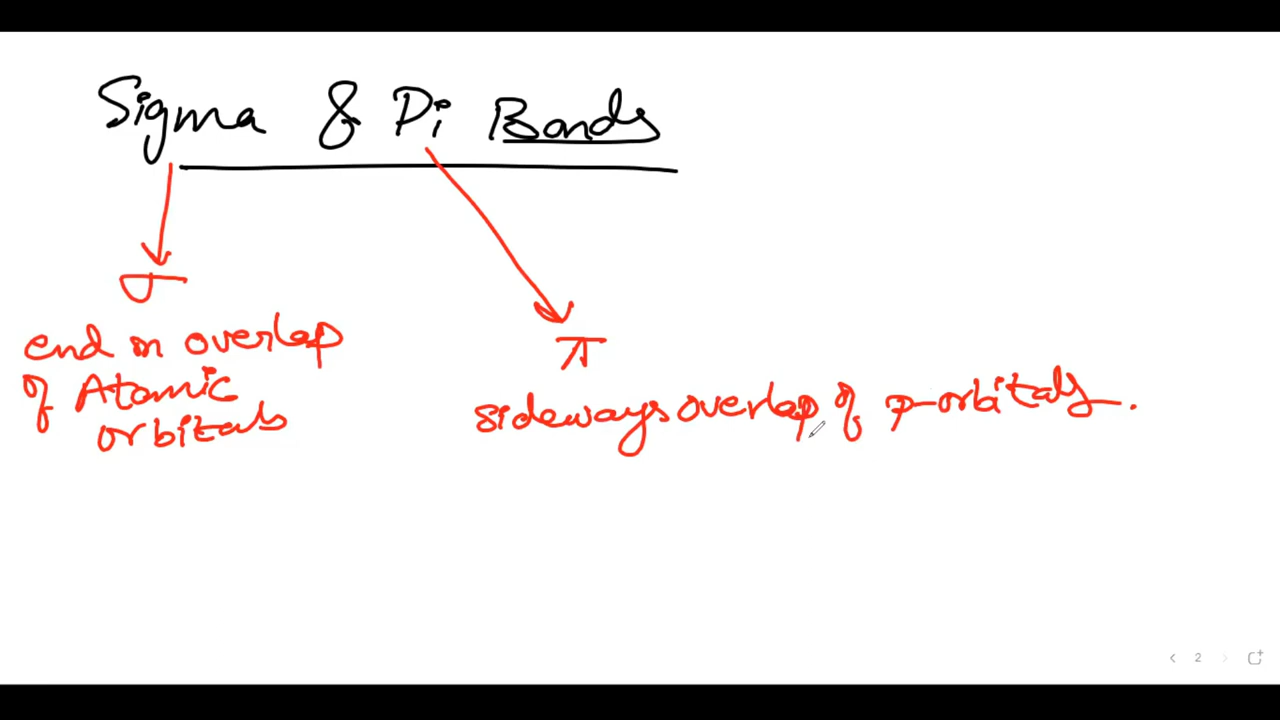 Sigma & Pi Bonds
σ
end on overlap
of Atomic
orbitals
π
sideways overlap of p-orbitals.
2